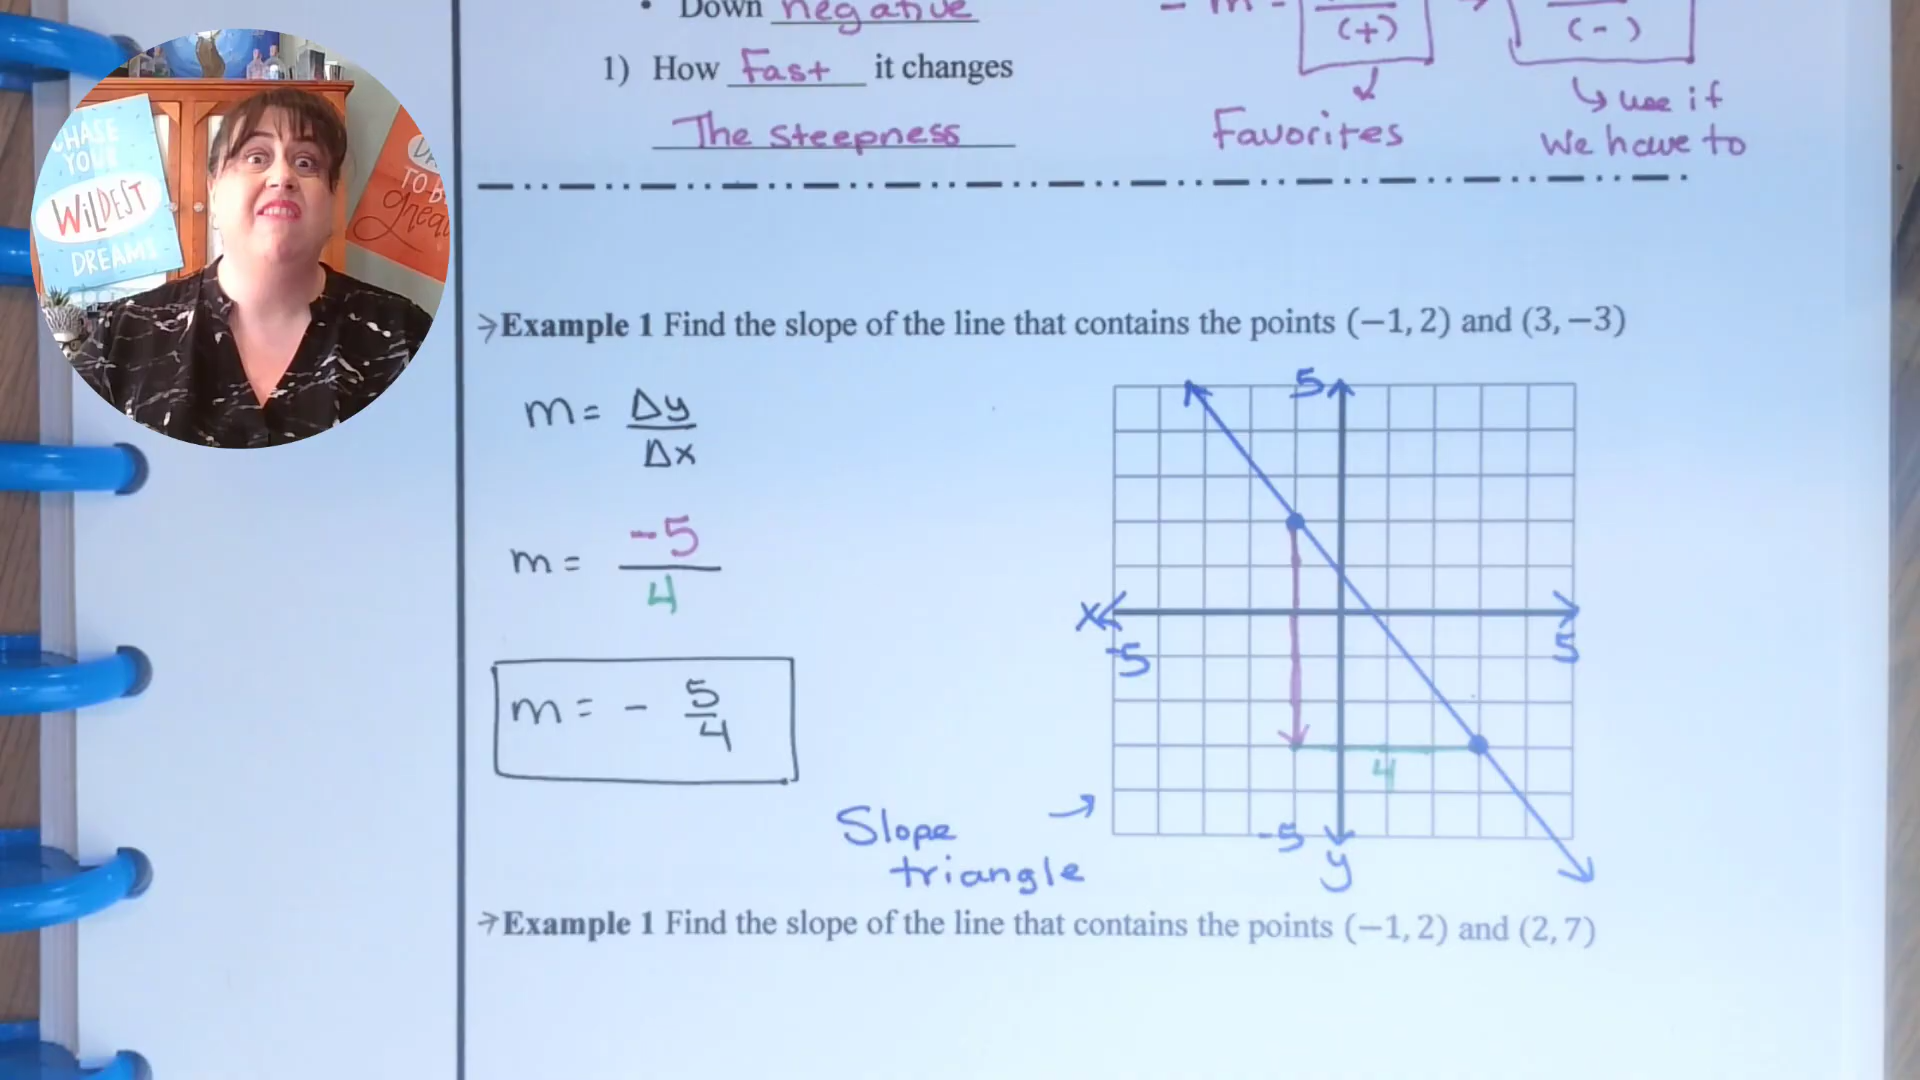 • Down negative
1) How Fast it changes
The steepness
- m =
(+)
(-)
Favorites
use if
we have to
CHASE
YOUR
WILDEST
DREAMS
TO B
great
→ Example 1 Find the slope of the line that contains the points (−1, 2) and (3, −3)
m = Δy
Δx
m = -5
4
m = - 5
4
Slope
triangle
5
x
-5
5
4
-5
y
→ Example 1 Find the slope of the line that contains the points (−1, 2) and (2, 7)